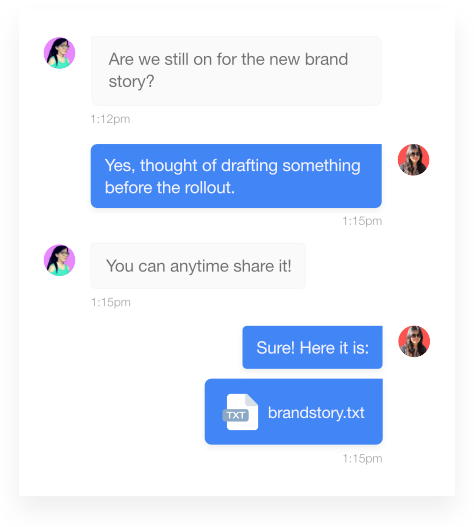 Are we still on for the new brand
story?
1:12pm
Yes, thought of drafting something
before the rollout.
1:15pm
You can anytime share it!
1:15pm
Sure! Here it is:
TXT
brandstory.txt
1:15pm